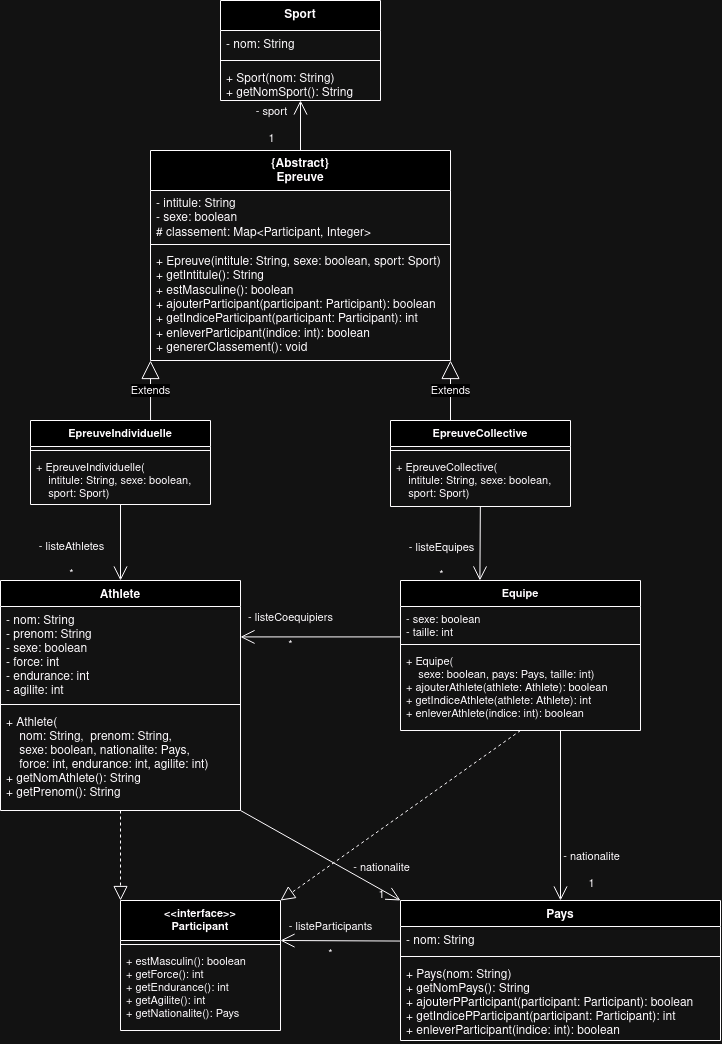 Sport
- nom: String
+ Sport(nom: String)
+ getNomSport(): String
- sport
1
{Abstract}
Epreuve
- intitule: String
- sexe: boolean
# classement: Map<Participant, Integer>
+ Epreuve(intitule: String, sexe: boolean, sport: Sport)
+ getIntitule(): String
+ estMasculine(): boolean
+ ajouterParticipant(participant: Participant): boolean
+ getIndiceParticipant(participant: Participant): int
+ enleverParticipant(indice: int): boolean
+ genererClassement(): void
Extends
Extends
EpreuveIndividuelle
+ EpreuveIndividuelle(
intitule: String, sexe: boolean,
sport: Sport)
EpreuveCollective
+ EpreuveCollective(
intitule: String, sexe: boolean,
sport: Sport)
- listeAthletes
*
- listeEquipes
*
Athlete
- nom: String
- prenom: String
- sexe: boolean
- force: int
- endurance: int
- agilite: int
+ Athlete(
nom: String, prenom: String,
sexe: boolean, nationalite: Pays,
force: int, endurance: int, agilite: int)
+ getNomAthlete(): String
+ getPrenom(): String
- listeCoequipiers
*
Equipe
- sexe: boolean
- taille: int
+ Equipe(
sexe: boolean, pays: Pays, taille: int)
+ ajouterAthlete(athlete: Athlete): boolean
+ getIndiceAthlete(athlete: Athlete): int
+ enleverAthlete(indice: int): boolean
- nationalite
1
- nationalite
1
<<interface>>
Participant
+ estMasculin(): boolean
+ getForce(): int
+ getEndurance(): int
+ getAgilite(): int
+ getNationalite(): Pays
- listeParticipants
*
Pays
- nom: String
+ Pays(nom: String)
+ getNomPays(): String
+ ajouterPParticipant(participant: Participant): boolean
+ getIndicePParticipant(participant: Participant): int
+ enleverParticipant(indice: int): boolean